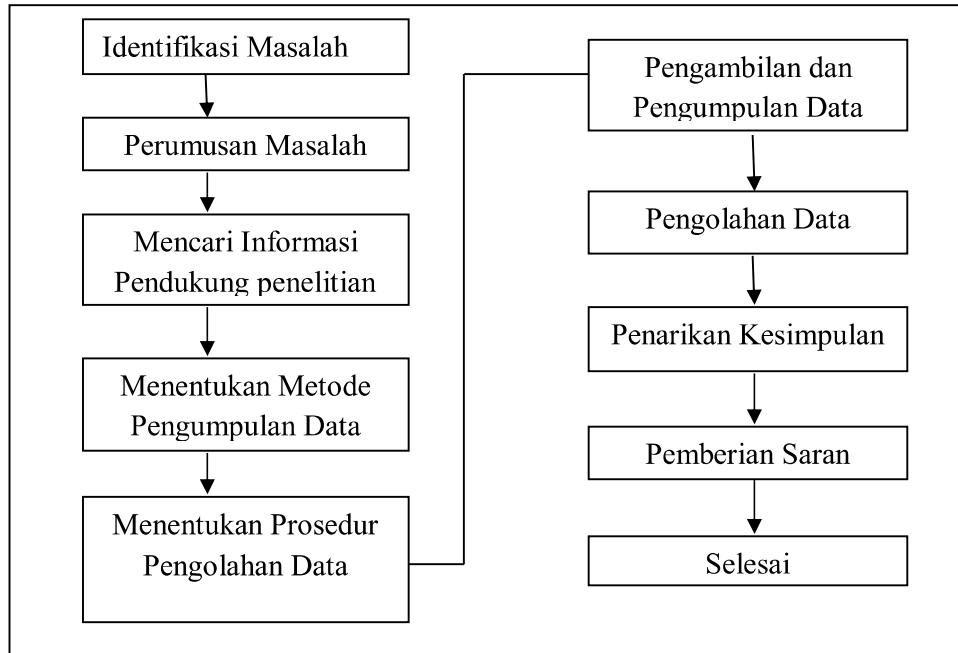 Identifikasi Masalah
Perumusan Masalah
Mencari Informasi
Pendukung penelitian
Menentukan Metode
Pengumpulan Data
Menentukan Prosedur
Pengolahan Data
Pengambilan dan
Pengumpulan Data
Pengolahan Data
Penarikan Kesimpulan
Pemberian Saran
Selesai